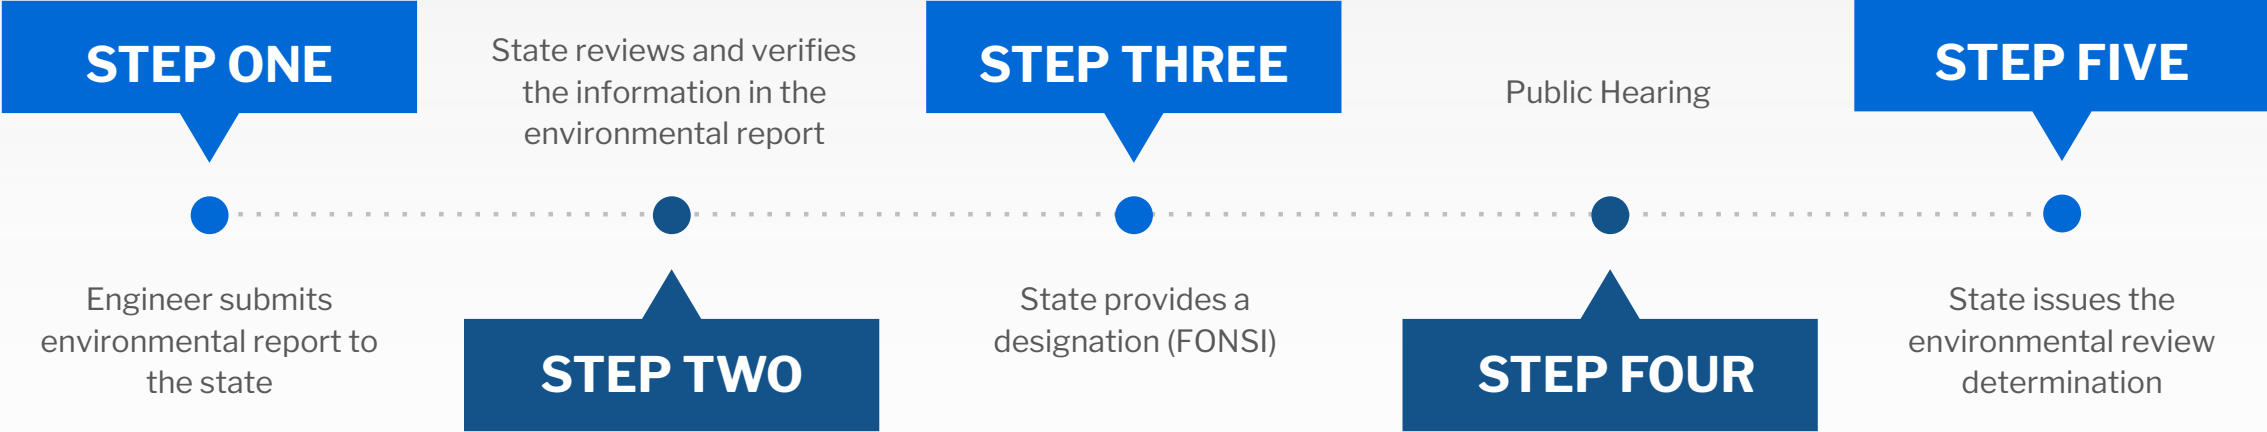 STEP ONE
Engineer submits
environmental report to
the state
State reviews and verifies
the information in the
environmental report
STEP TWO
STEP THREE
State provides a
designation (FONSI)
Public Hearing
STEP FOUR
STEP FIVE
State issues the
environmental review
determination